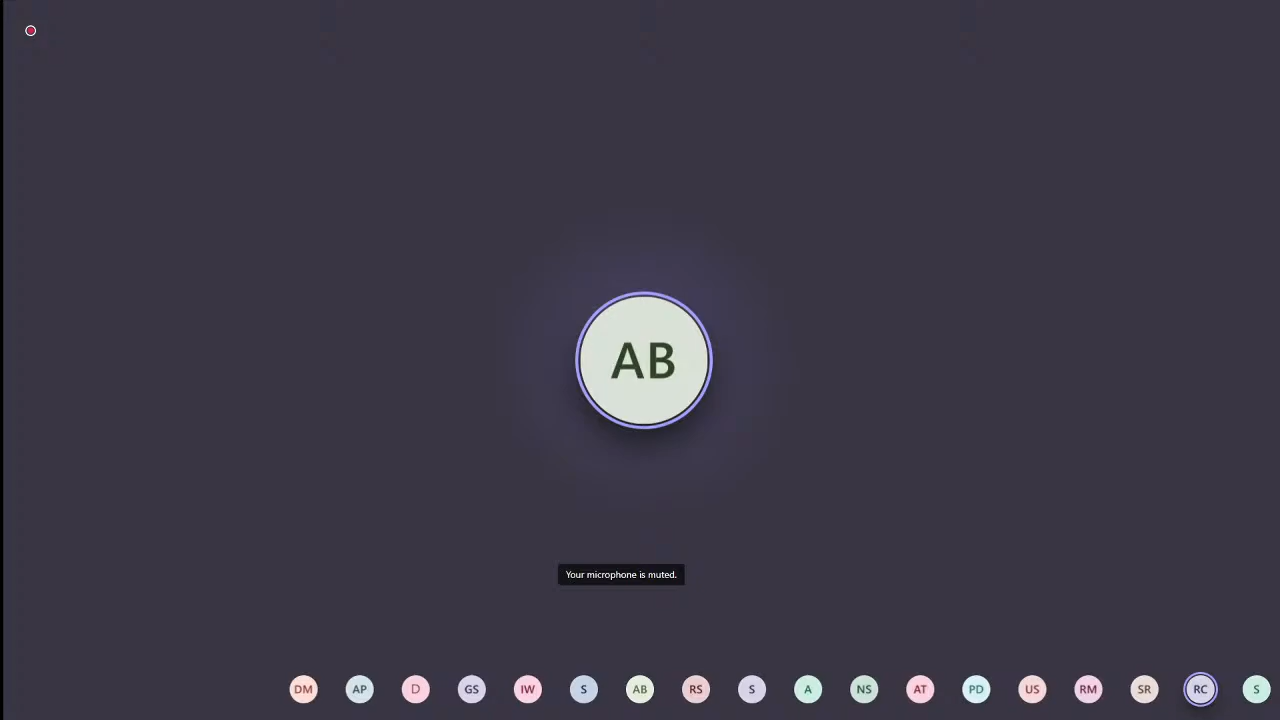 AB
Your microphone is muted.
DM AP D GS IW S AB RS S A NS AT PD US RM SR RC S